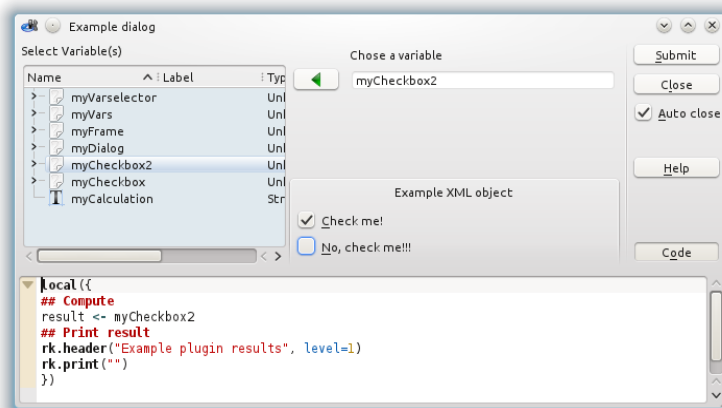 Example dialog
Select Variable(s)
Name Label Typ
myVarselector Unl
myVars Unl
myFrame Unl
myDialog Unl
myCheckbox2 Unl
myCheckbox Unl
myCalculation Str
Chose a variable
myCheckbox2
Example XML object
Check me!
No, check me!!!
Submit
Close
Auto close
Help
Code
local({
## Compute
result <- myCheckbox2
## Print result
rk.header("Example plugin results", level=1)
rk.print("")
})